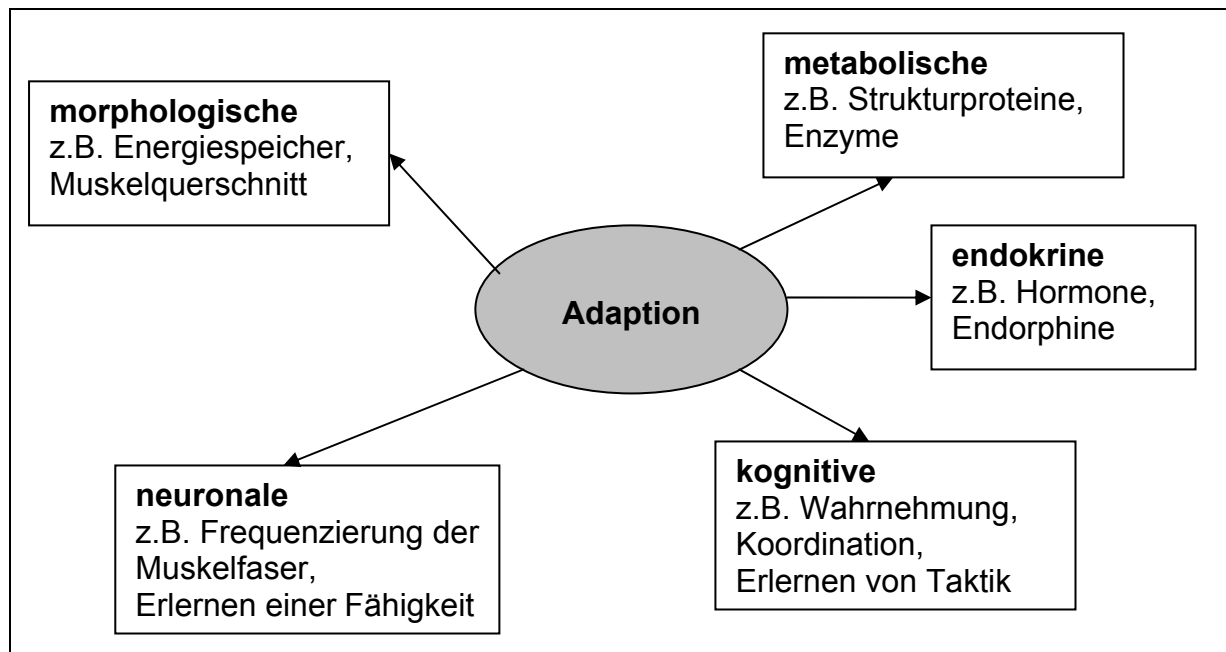 morphologische
z.B. Energiespeicher,
Muskelquerschnitt
metabolische
z.B. Strukturproteine,
Enzyme
endokrine
z.B. Hormone,
Endorphine
Adaption
neuronale
z.B. Frequenzierung der
Muskelfaser,
Erlernen einer Fähigkeit
kognitive
z.B. Wahrnehmung,
Koordination,
Erlernen von Taktik